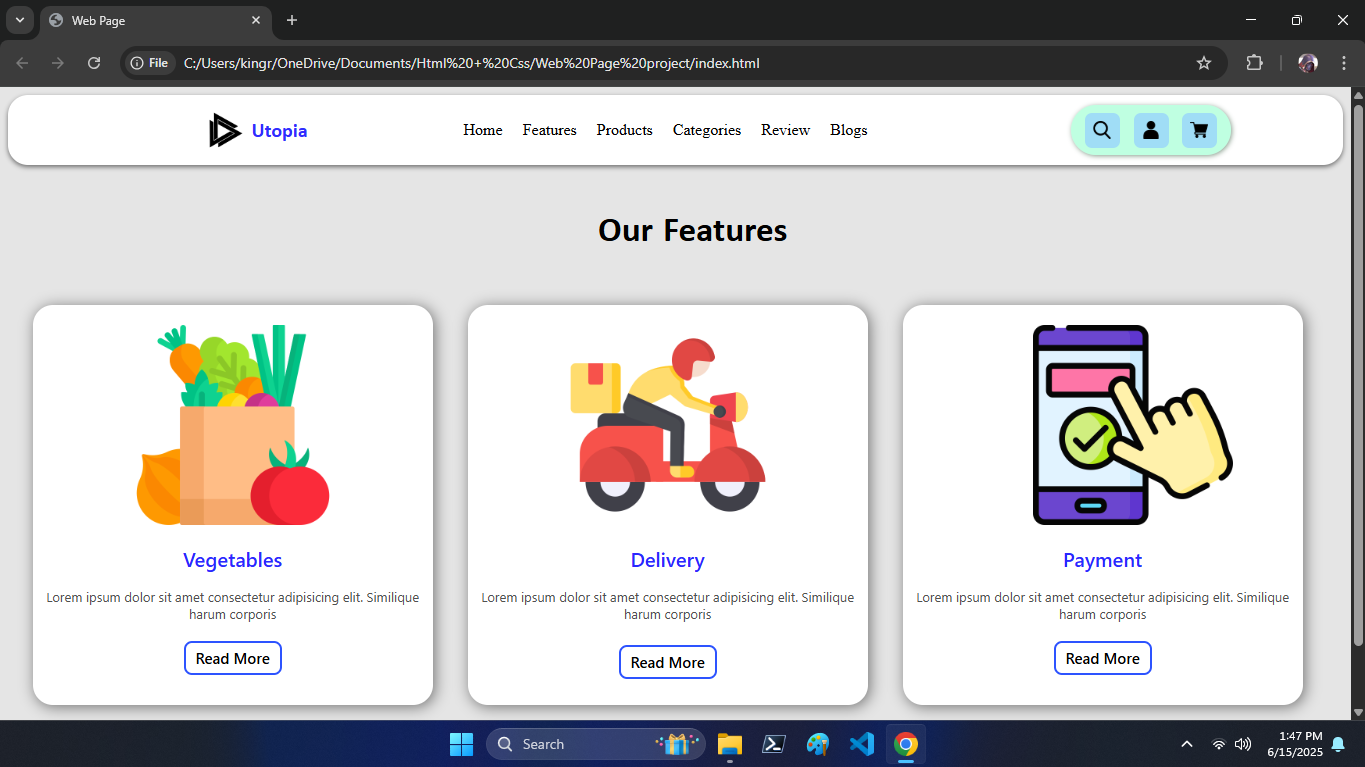 Web Page
File
C:/Users/kingr/OneDrive/Documents/Html%20+%20Css/Web%20Page%20project/index.html
Utopia
Home Features Products Categories Review Blogs
Our Features
Vegetables
Lorem ipsum dolor sit amet consectetur adipisicing elit. Similique
harum corporis
Read More
Delivery
Lorem ipsum dolor sit amet consectetur adipisicing elit. Similique
harum corporis
Read More
Payment
Lorem ipsum dolor sit amet consectetur adipisicing elit. Similique
harum corporis
Read More
Search
1:47 PM
6/15/2025